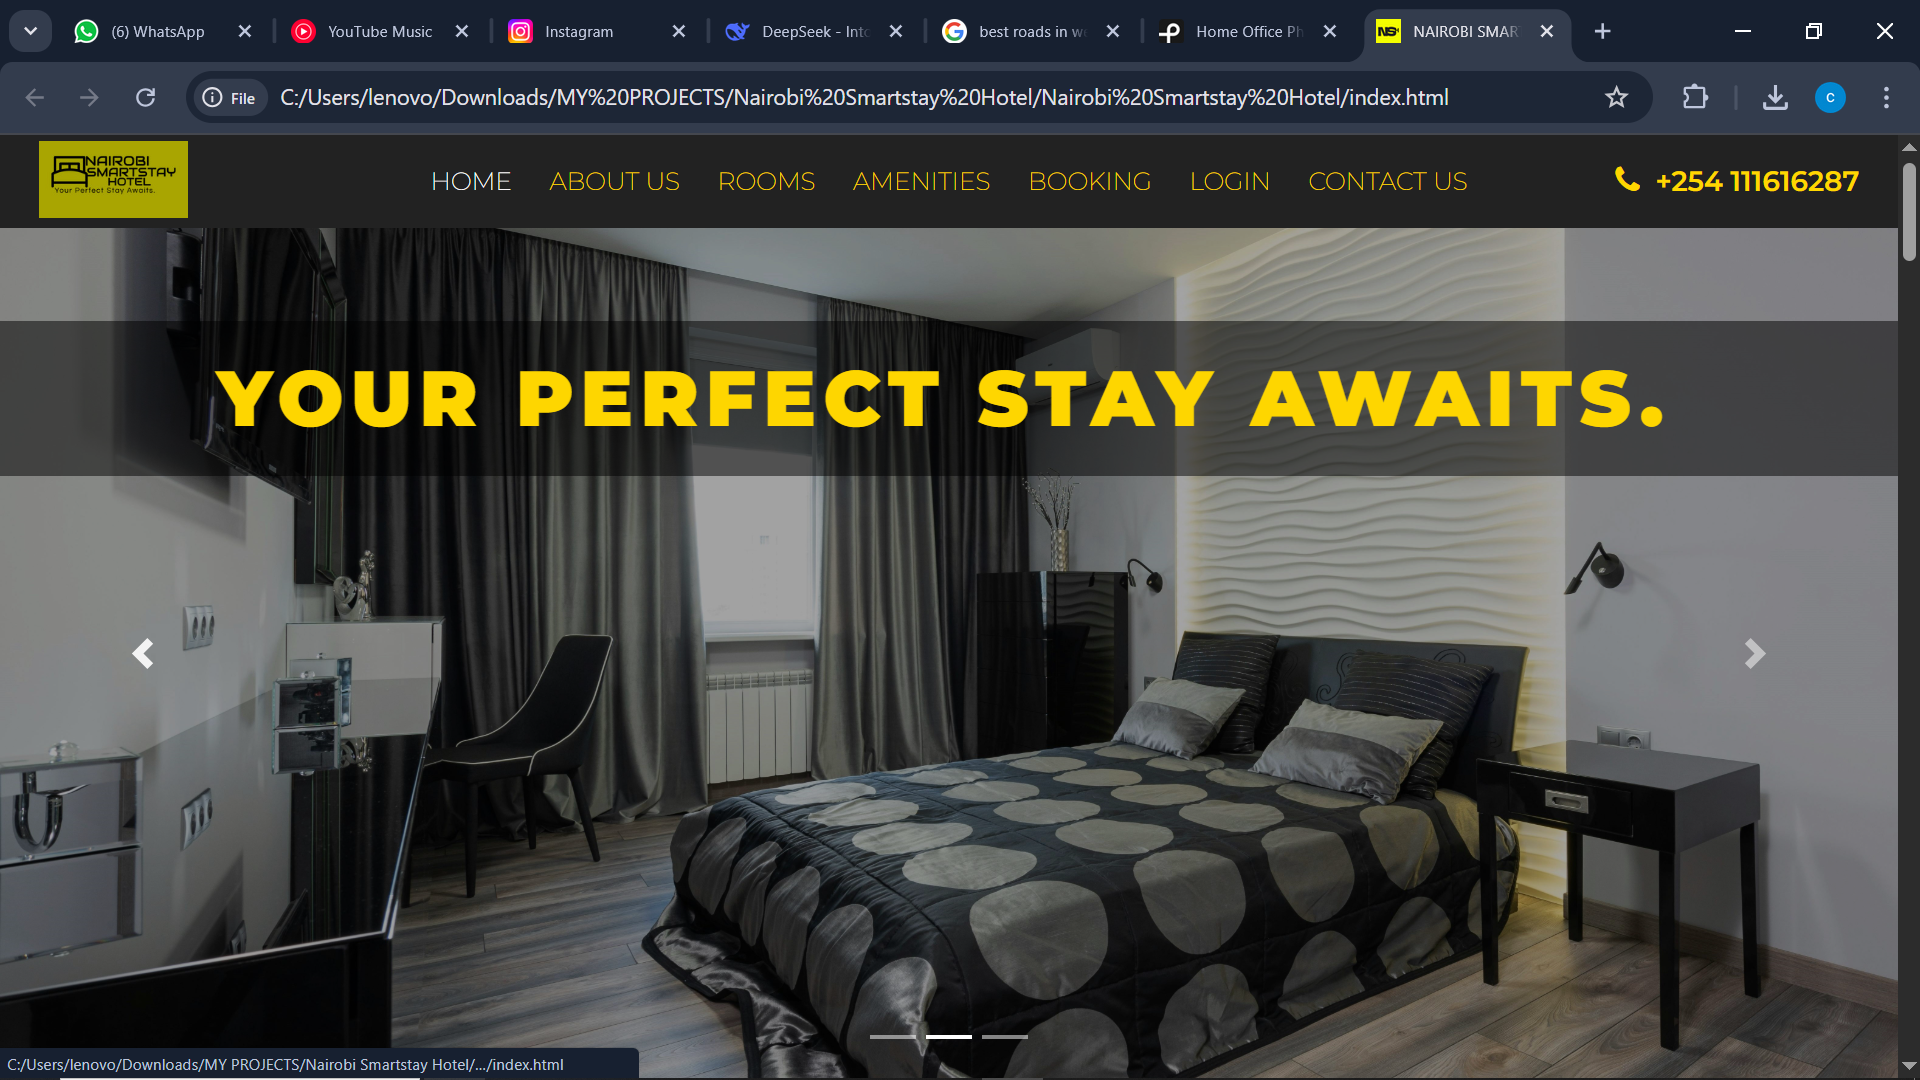 (6) WhatsApp
YouTube Music
Instagram
DeepSeek - Into
best roads in we
Home Office Ph
NAIROBI SMAR
File
C:/Users/lenovo/Downloads/MY%20PROJECTS/Nairobi%20Smartstay%20Hotel/Nairobi%20Smartstay%20Hotel/index.html
C
NAIROBI
SMARTSTAY
HOTEL
Your Perfect Stay Awaits.
HOME
ABOUT US
ROOMS
AMENITIES
BOOKING
LOGIN
CONTACT US
+254 111616287
YOUR PERFECT STAY AWAITS.
C:/Users/lenovo/Downloads/MY PROJECTS/Nairobi Smartstay Hotel/.../index.html